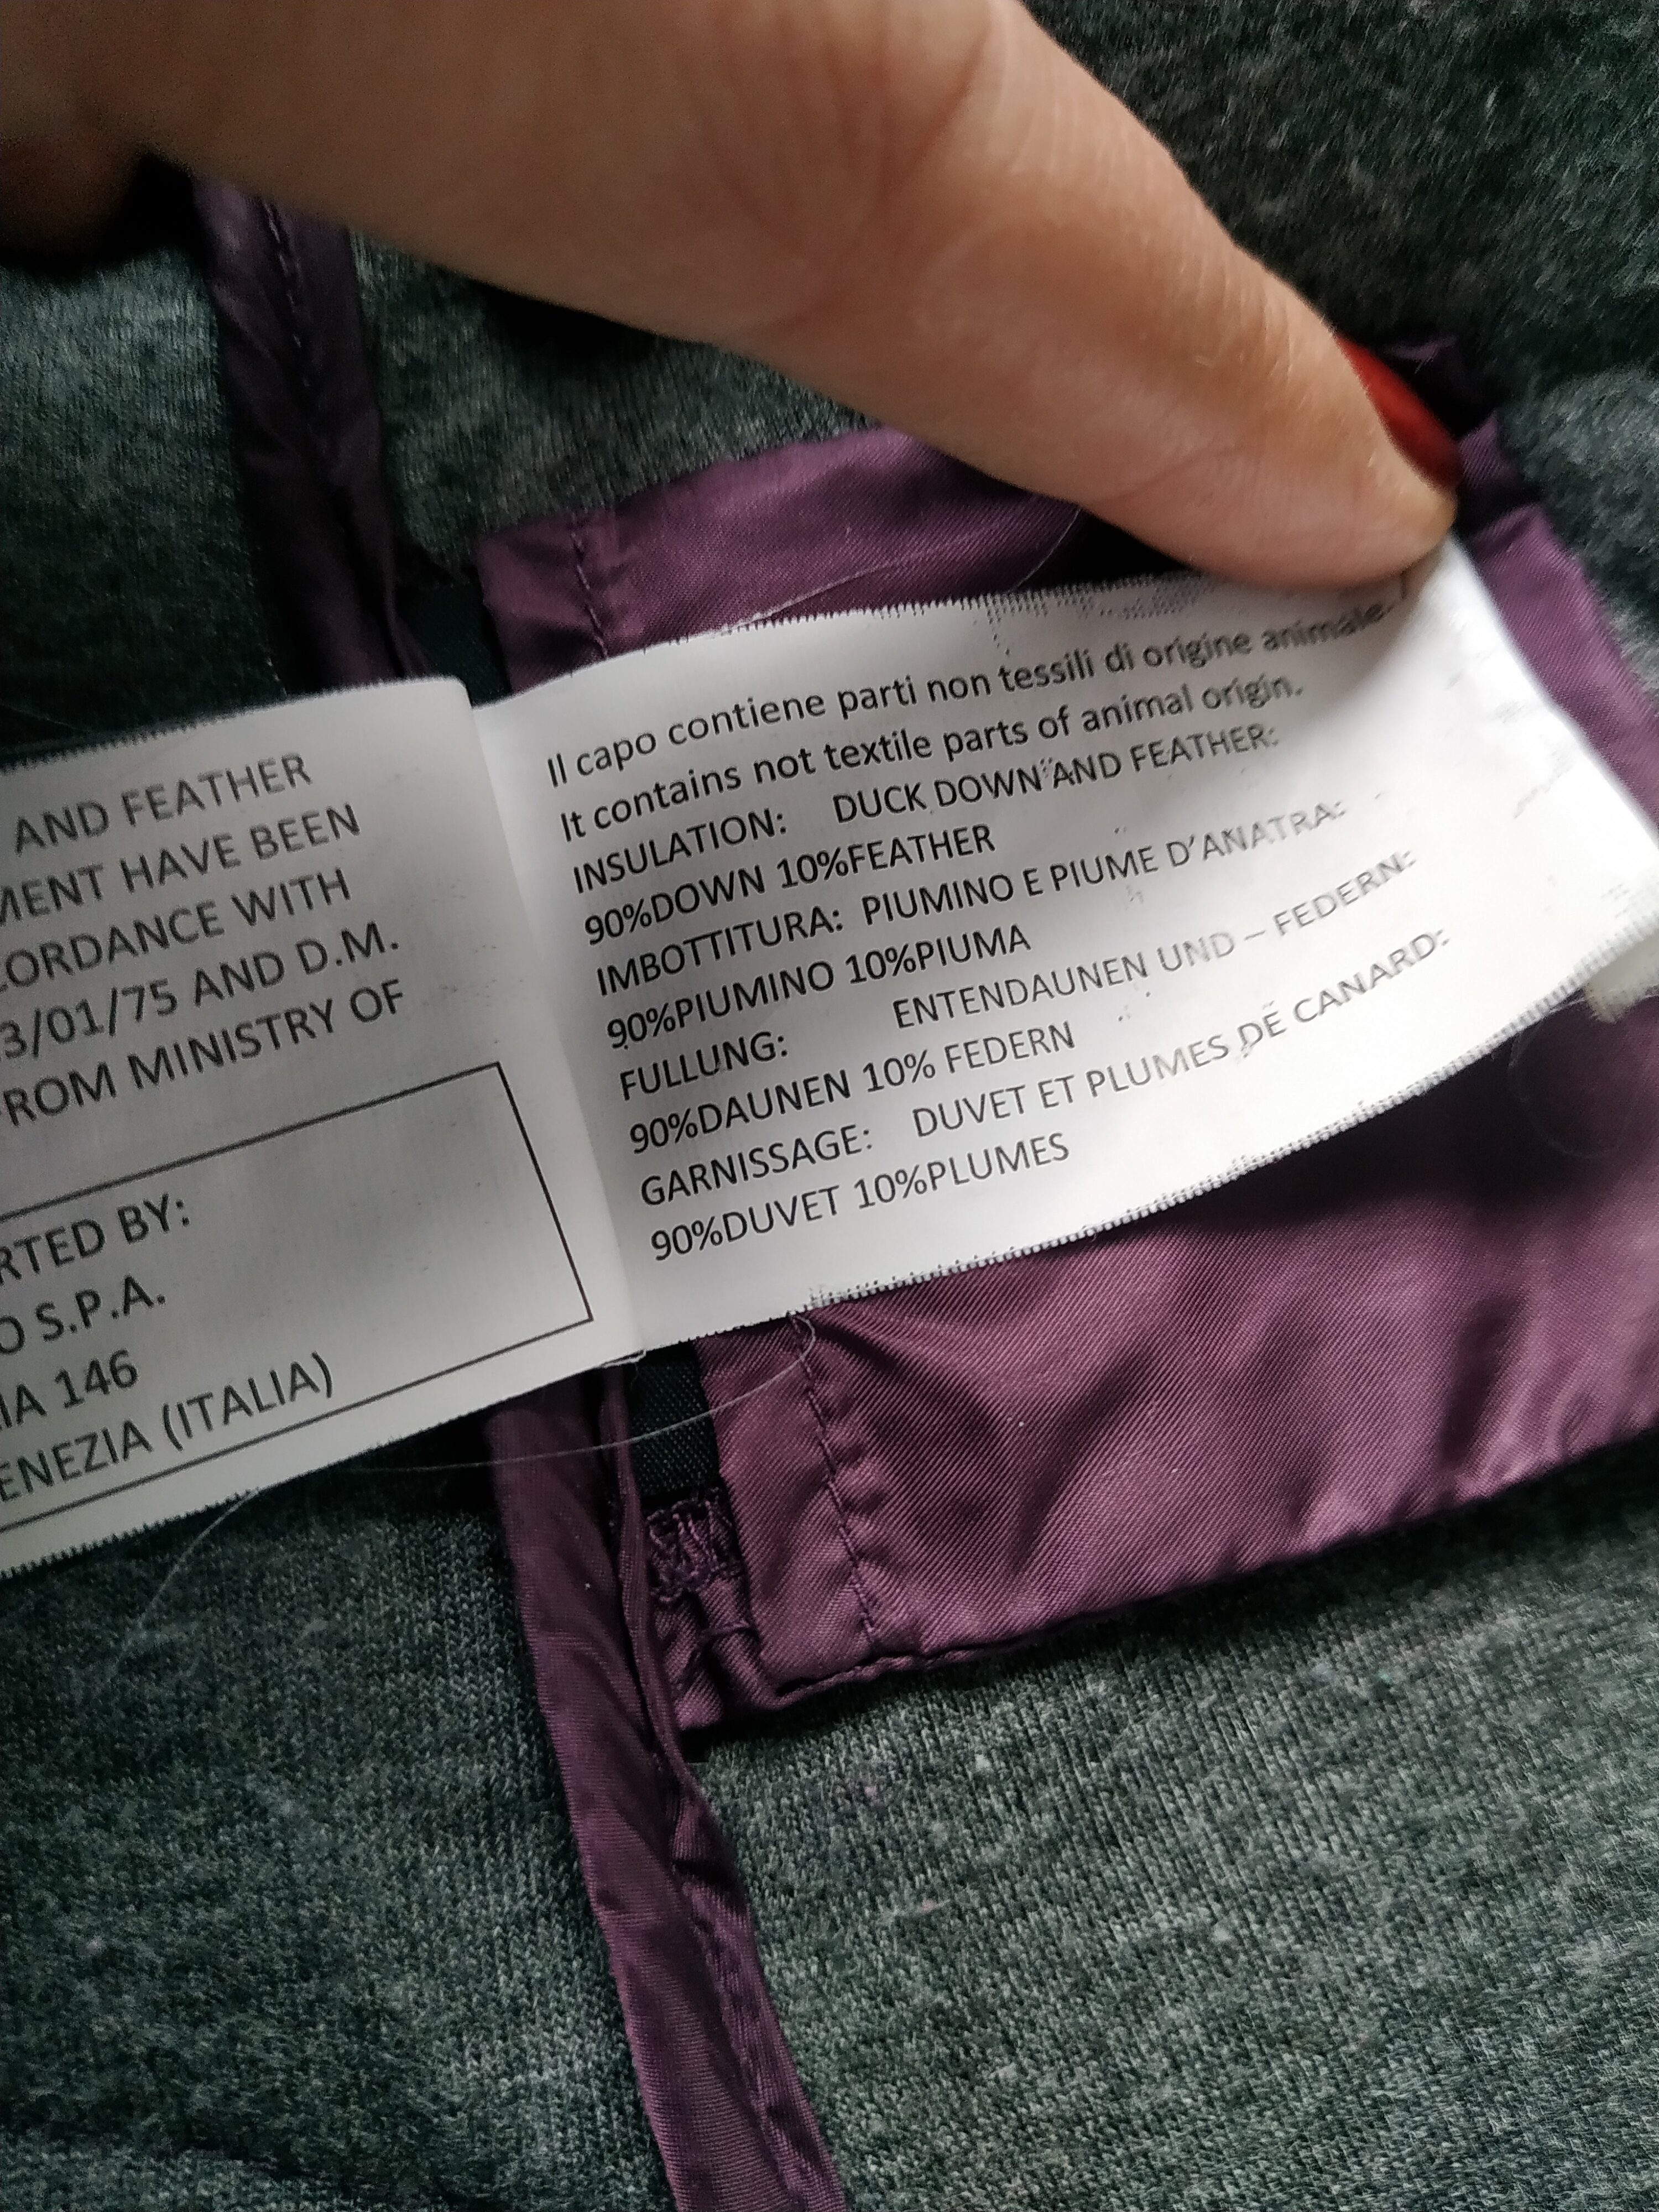 AND FEATHER
MENT HAVE BEEN
ORDANCE WITH
3/01/75 AND D.M.
FROM MINISTRY OF
RTED BY:
O S.P.A.
IA 146
ENEZIA (ITALIA)
Il capo contiene parti non tessili di origine animale.
It contains not textile parts of animal origin.
INSULATION: DUCK DOWN AND FEATHER:
90%DOWN 10%FEATHER
IMBOTTITURA: PIUMINO E PIUME D'ANATRA:
90%PIUMINO 10%PIUMA
FULLUNG: ENTENDAUNEN UND – FEDERN:
90%DAUNEN 10% FEDERN
GARNISSAGE: DUVET ET PLUMES DE CANARD:
90%DUVET 10%PLUMES